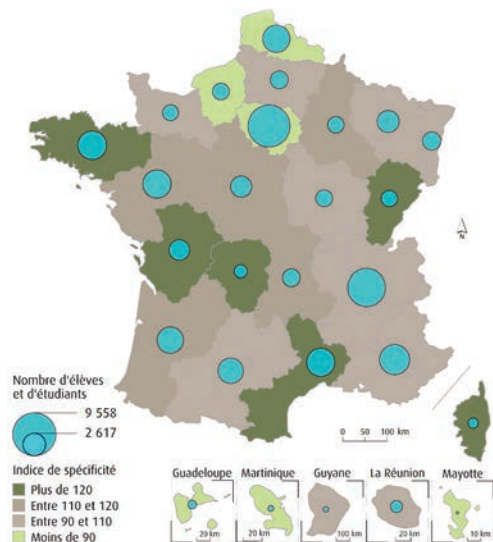 N
Nombre d'élèves
et d'étudiants
9 558
2 617
Indice de spécificité
Plus de 120
Entre 110 et 120
Entre 90 et 110
Moins de 90
0 50 100 km
Guadeloupe
20 km
Martinique
20 km
Guyane
100 km
La Réunion
20 km
Mayotte
10 km